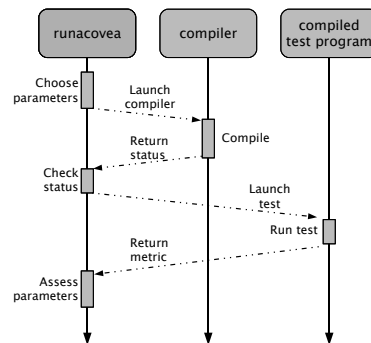 runacovea
compiler
compiled
test program
Choose
parameters
Launch
compiler
Compile
Return
status
Check
status
Launch
test
Run test
Return
metric
Assess
parameters